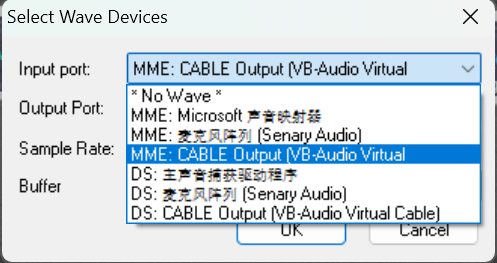 Select Wave Devices
Input port: MME: CABLE Output (VB-Audio Virtual
* No Wave *
Output Port: MME: Microsoft 声音映射器
MME: 麦克风阵列 (Senary Audio)
Sample Rate: MME: CABLE Output (VB-Audio Virtual
DS: 主声音捕获驱动程序
Buffer DS: 麦克风阵列 (Senary Audio)
DS: CABLE Output (VB-Audio Virtual Cable)
OK Cancel